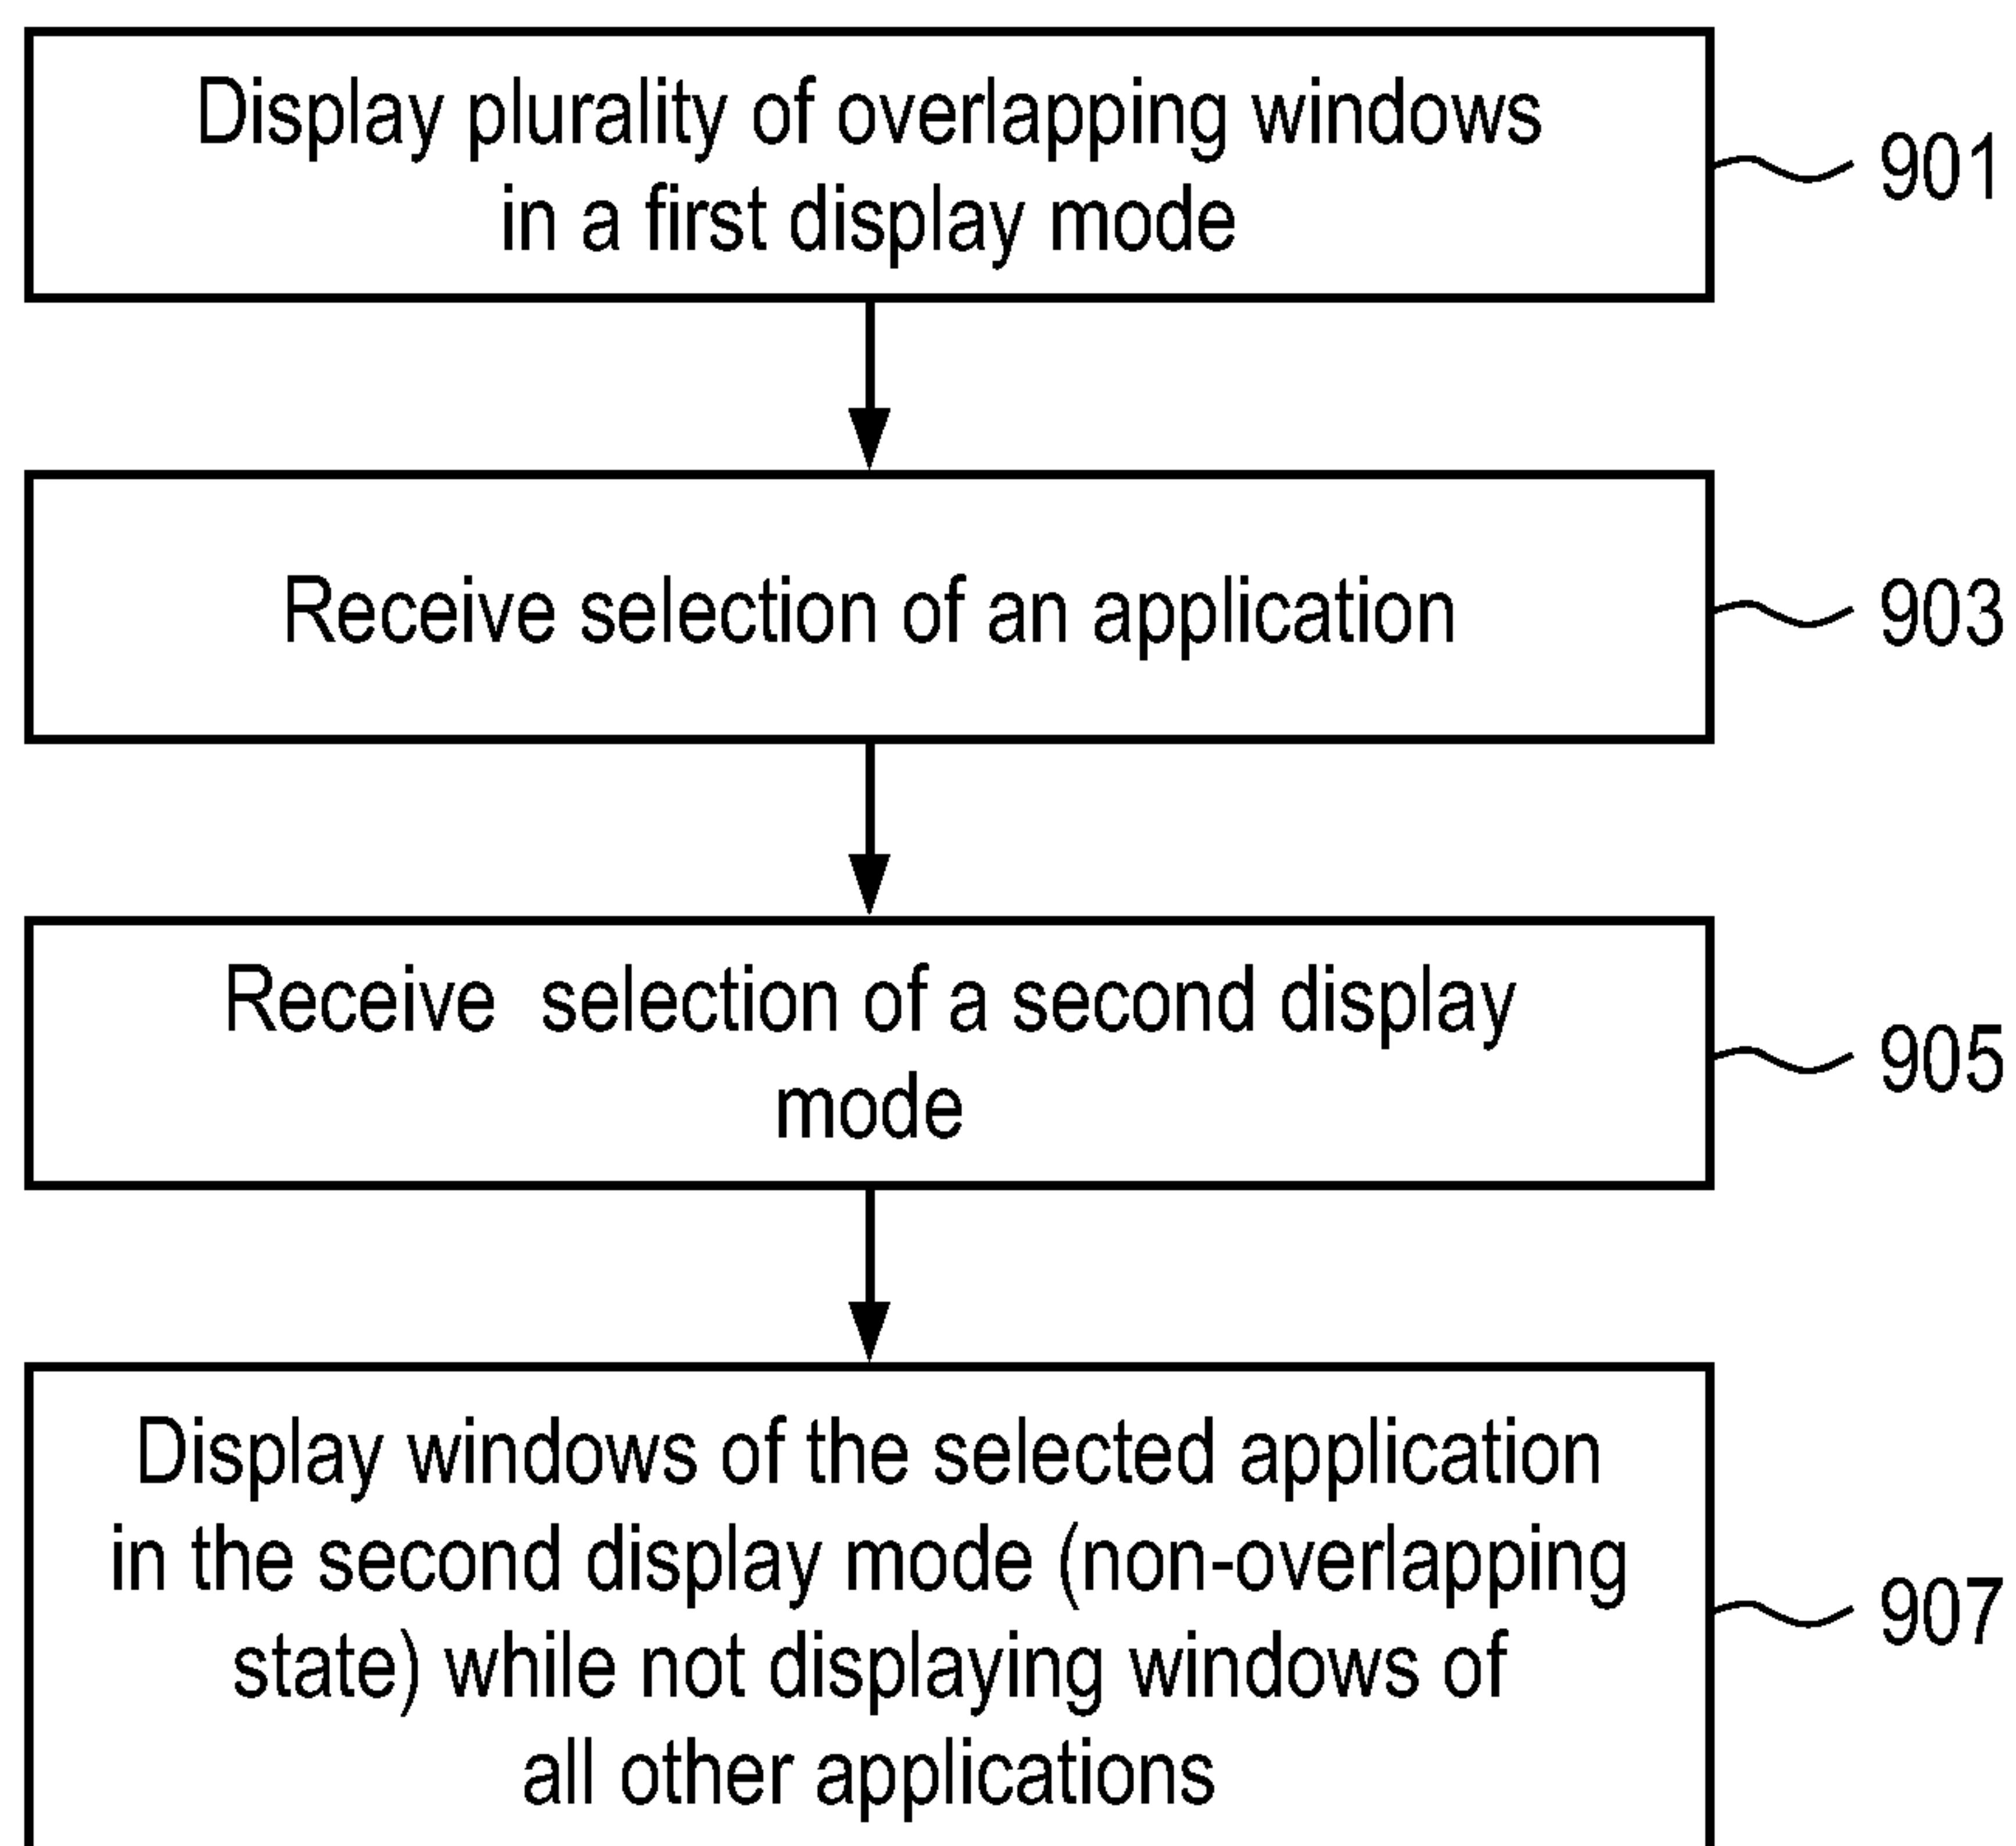 Display plurality of overlapping windows
in a first display mode
901
Receive selection of an application
903
Receive selection of a second display
mode
905
Display windows of the selected application
in the second display mode (non-overlapping
state) while not displaying windows of
all other applications
907